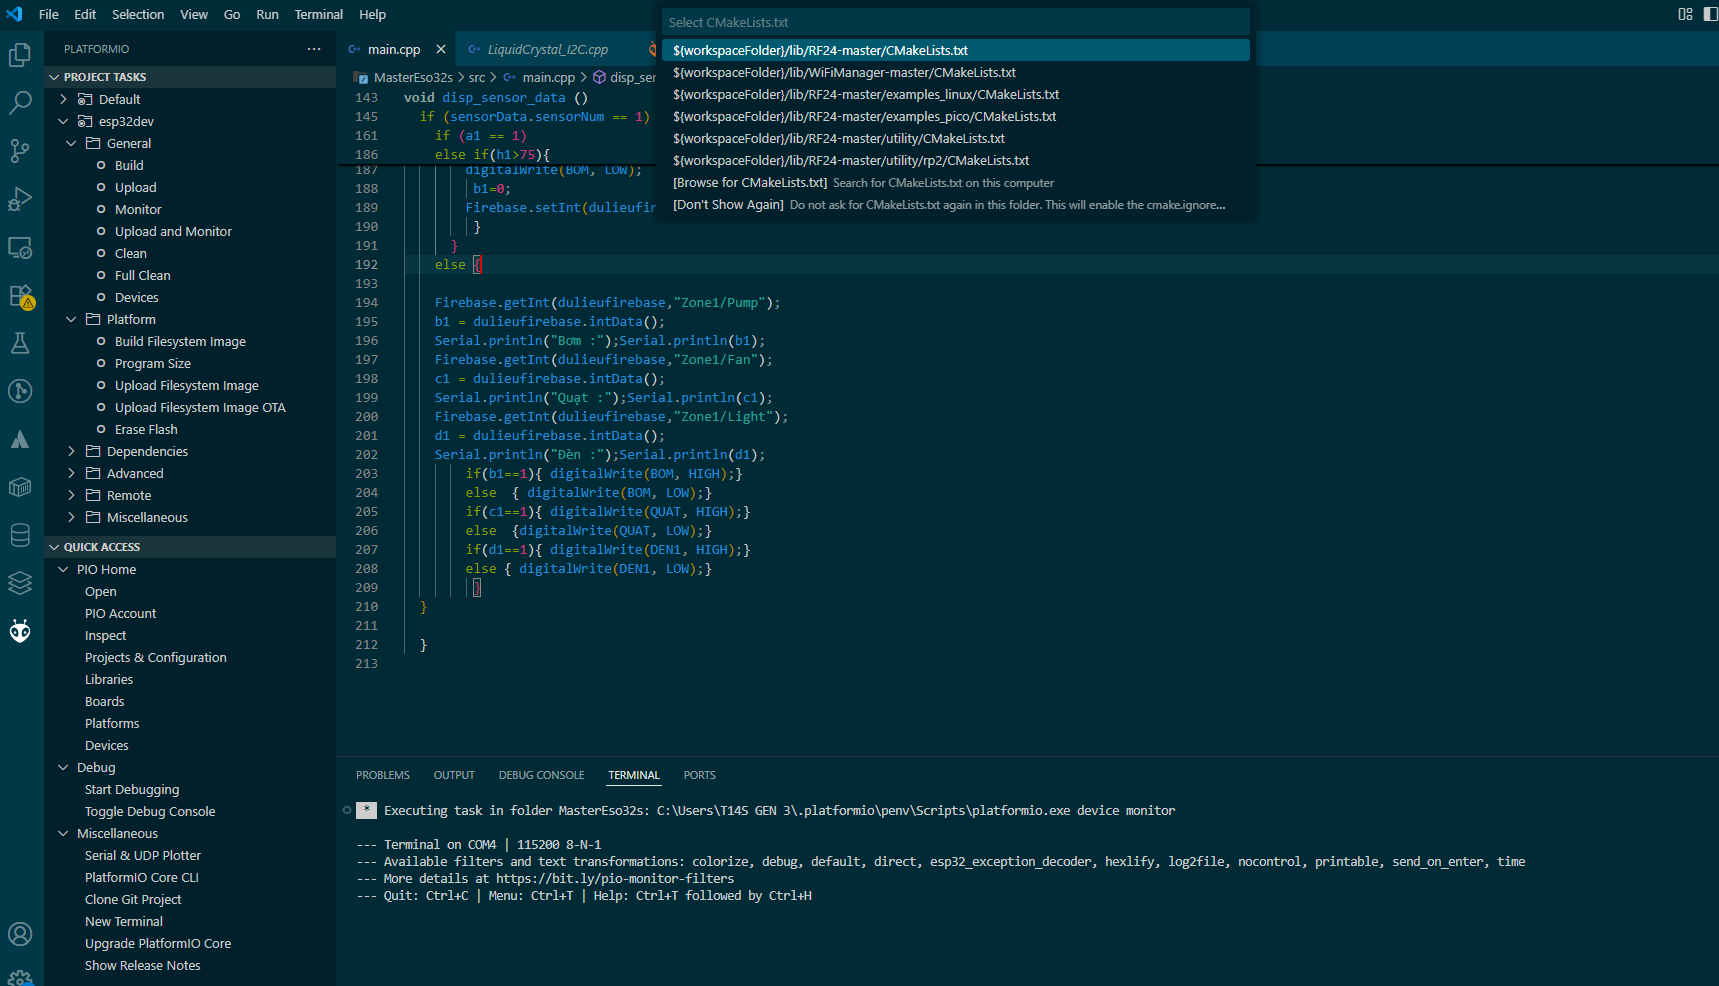 File Edit Selection View Go Run Terminal Help
Select CMakeLists.txt
${workspaceFolder}/lib/RF24-master/CMakeLists.txt
${workspaceFolder}/lib/WiFiManager-master/CMakeLists.txt
${workspaceFolder}/lib/RF24-master/examples_linux/CMakeLists.txt
${workspaceFolder}/lib/RF24-master/examples_pico/CMakeLists.txt
${workspaceFolder}/lib/RF24-master/utility/CMakeLists.txt
${workspaceFolder}/lib/RF24-master/utility/rp2/CMakeLists.txt
[Browse for CMakeLists.txt] Search for CMakeLists.txt on this computer
[Don't Show Again] Do not ask for CMakeLists.txt again in this folder. This will enable the cmake.ignore...
PLATFORMIO ...
PROJECT TASKS
Default
esp32dev
General
Build
Upload
Monitor
Upload and Monitor
Clean
Full Clean
Devices
Platform
Build Filesystem Image
Program Size
Upload Filesystem Image
Upload Filesystem Image OTA
Erase Flash
Dependencies
Advanced
Remote
Miscellaneous
QUICK ACCESS
PIO Home
Open
PIO Account
Inspect
Projects & Configuration
Libraries
Boards
Platforms
Devices
Debug
Start Debugging
Toggle Debug Console
Miscellaneous
Serial & UDP Plotter
PlatformIO Core CLI
Clone Git Project
New Terminal
Upgrade PlatformIO Core
Show Release Notes
main.cpp LiquidCrystal_I2C.cpp
MasterEso32s > src > main.cpp > disp_ser
143 void disp_sensor_data ()
145 if (sensorData.sensorNum == 1)
161 if (a1 == 1)
186 else if(h1>75){
187 digitalWrite(BOM, LOW);
188 b1=0;
189 Firebase.setInt(dulieufire
190 }
191 }
192 else {
193
194 Firebase.getInt(dulieufirebase,"Zone1/Pump");
195 b1 = dulieufirebase.intData();
196 Serial.println("Bơm :");Serial.println(b1);
197 Firebase.getInt(dulieufirebase,"Zone1/Fan");
198 c1 = dulieufirebase.intData();
199 Serial.println("Quạt :");Serial.println(c1);
200 Firebase.getInt(dulieufirebase,"Zone1/Light");
201 d1 = dulieufirebase.intData();
202 Serial.println("Đèn :");Serial.println(d1);
203 if(b1==1){ digitalWrite(BOM, HIGH);}
204 else { digitalWrite(BOM, LOW);}
205 if(c1==1){ digitalWrite(QUAT, HIGH);}
206 else {digitalWrite(QUAT, LOW);}
207 if(d1==1){ digitalWrite(DEN1, HIGH);}
208 else { digitalWrite(DEN1, LOW);}
209 }
210 }
211
212 }
213
PROBLEMS OUTPUT DEBUG CONSOLE TERMINAL PORTS
* Executing task in folder MasterEso32s: C:\Users\T14S GEN 3\.platformio\penv\Scripts\platformio.exe device monitor
--- Terminal on COM4 | 115200 8-N-1
--- Available filters and text transformations: colorize, debug, default, direct, esp32_exception_decoder, hexlify, log2file, nocontrol, printable, send_on_enter, time
--- More details at https://bit.ly/pio-monitor-filters
--- Quit: Ctrl+C | Menu: Ctrl+T | Help: Ctrl+T followed by Ctrl+H